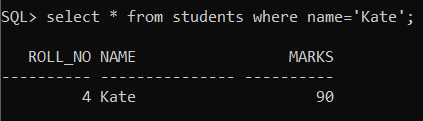 SQL> select * from students where name='Kate';
ROLL_NO NAME MARKS
---------- --------------- ----------
4 Kate 90